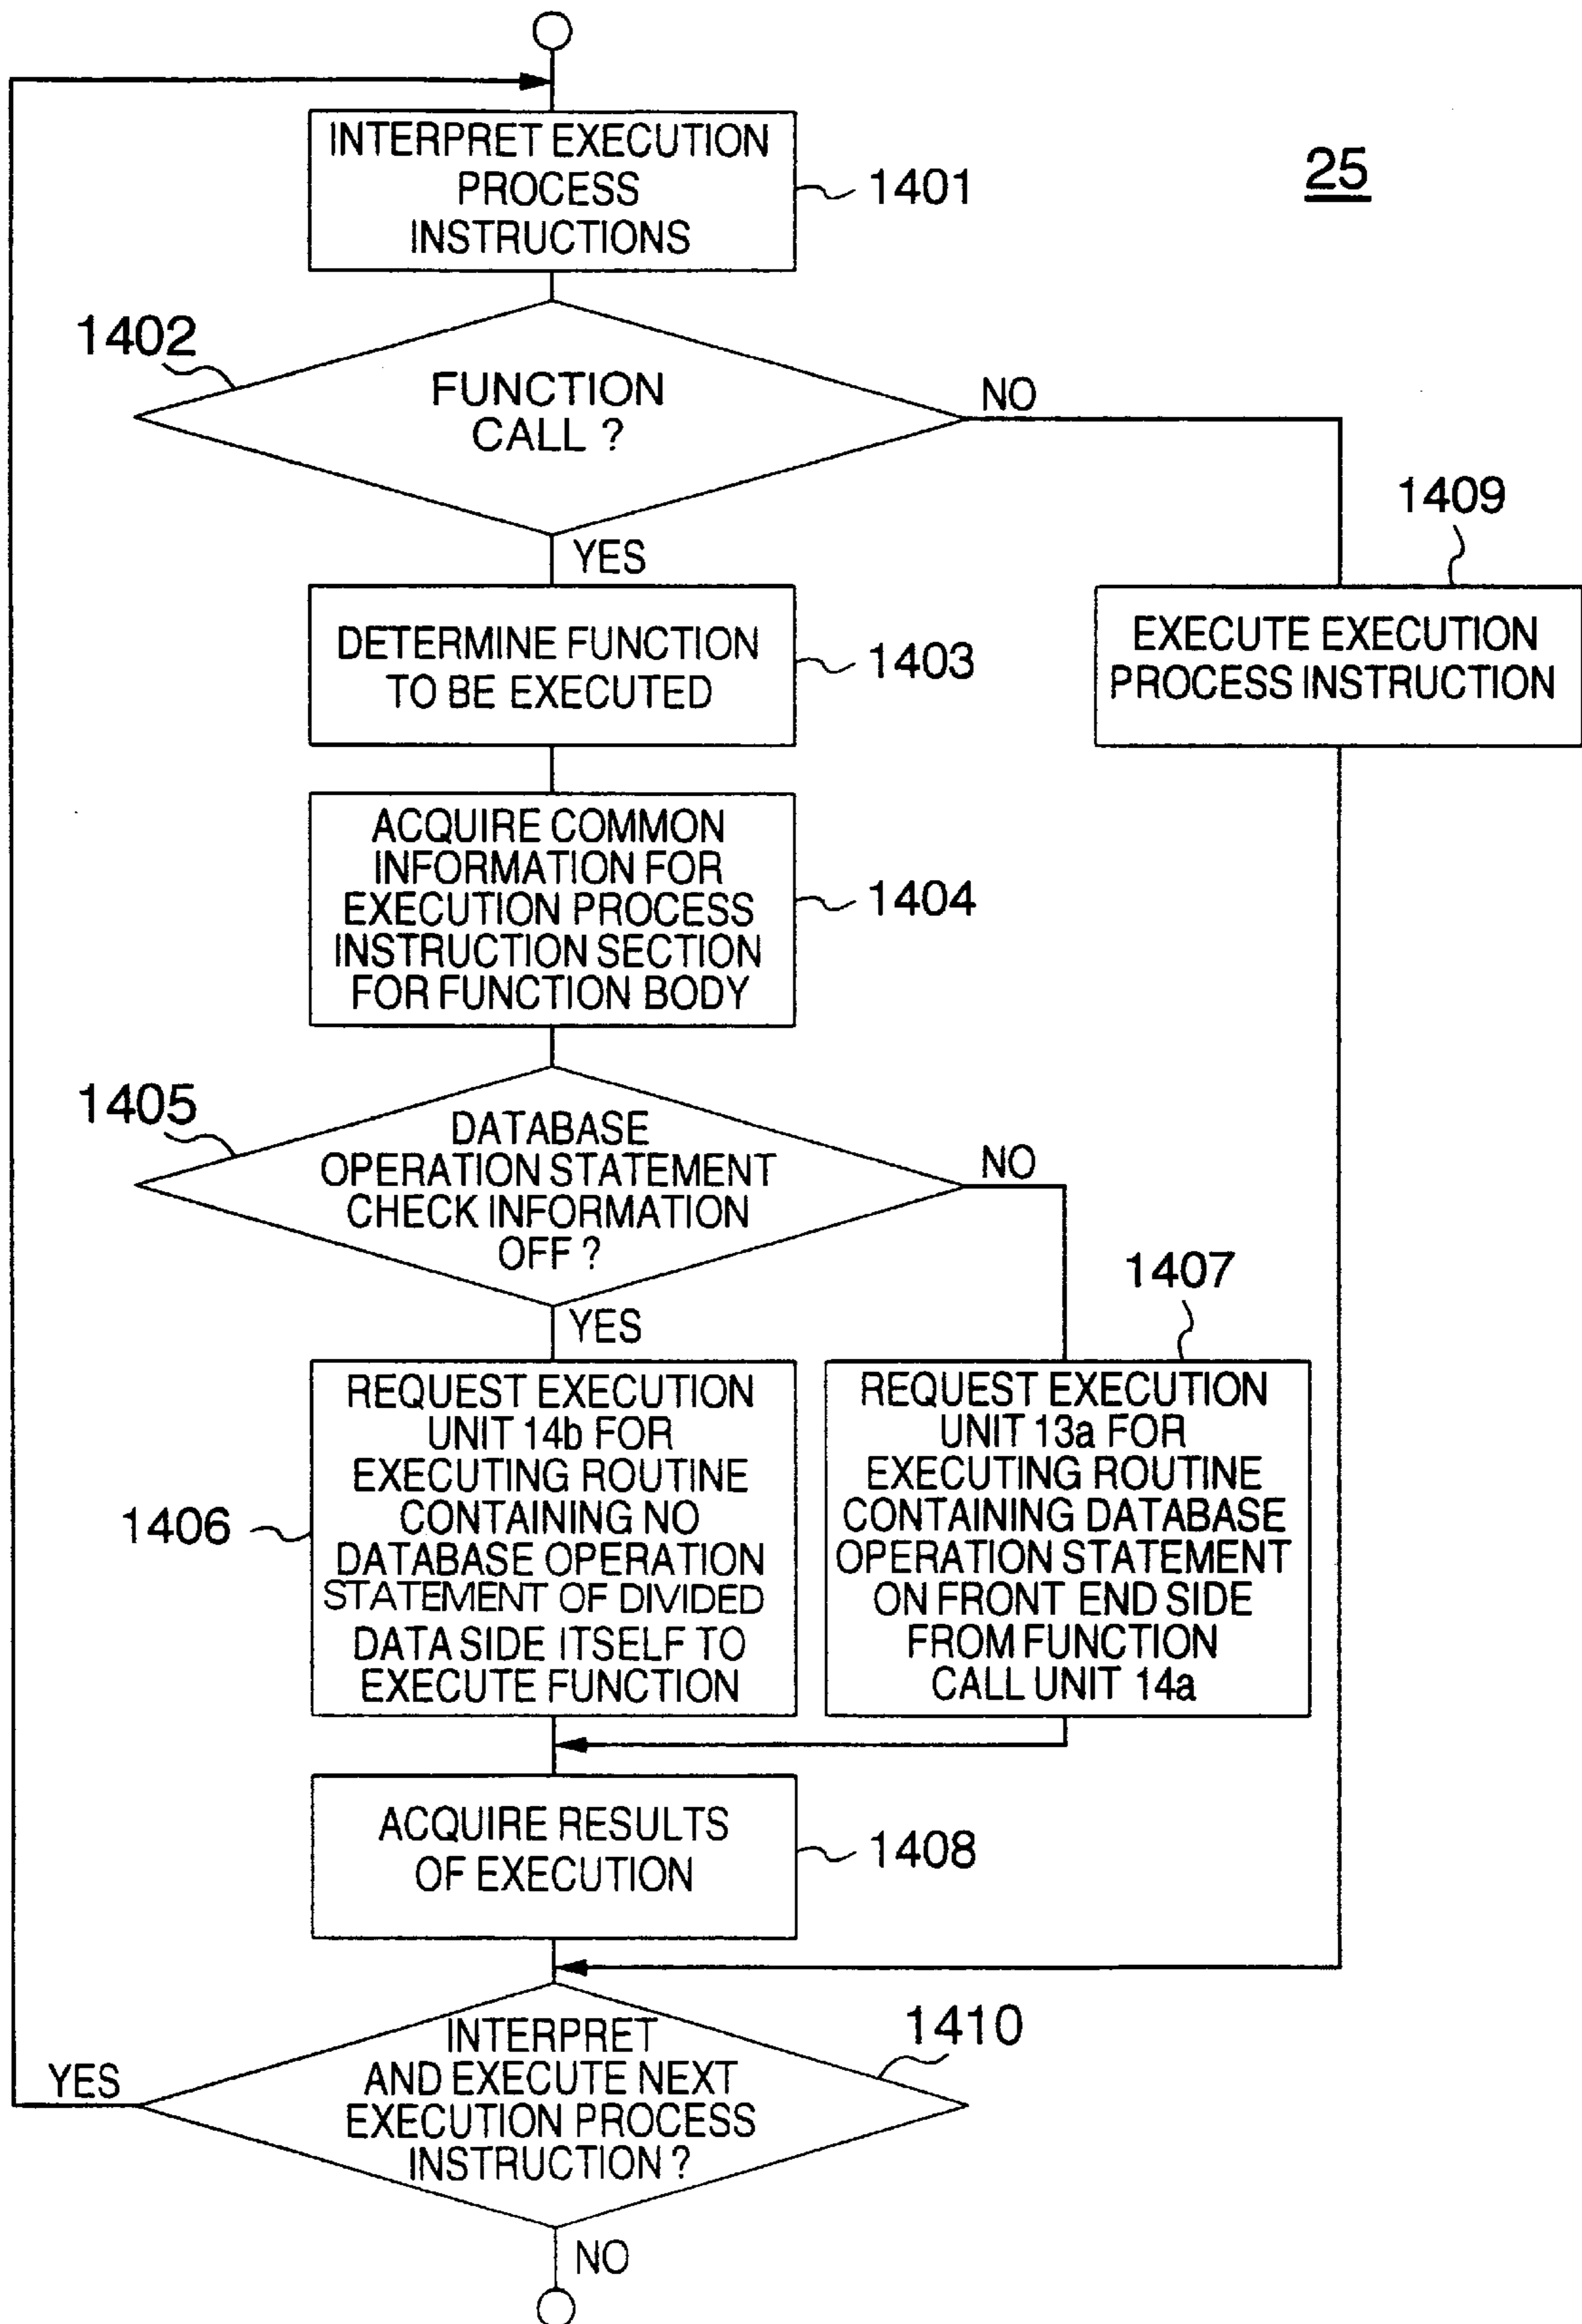 INTERPRET EXECUTION
PROCESS
INSTRUCTIONS
1401
25
1402
FUNCTION
CALL ?
NO
YES
1409
DETERMINE FUNCTION
TO BE EXECUTED
1403
EXECUTE EXECUTION
PROCESS INSTRUCTION
ACQUIRE COMMON
INFORMATION FOR
EXECUTION PROCESS
INSTRUCTION SECTION
FOR FUNCTION BODY
1404
1405
DATABASE
OPERATION STATEMENT
CHECK INFORMATION
OFF ?
NO
YES
1407
REQUEST EXECUTION
UNIT 14b FOR
EXECUTING ROUTINE
CONTAINING NO
DATABASE OPERATION
STATEMENT OF DIVIDED
DATA SIDE ITSELF TO
EXECUTE FUNCTION
1406
REQUEST EXECUTION
UNIT 13a FOR
EXECUTING ROUTINE
CONTAINING DATABASE
OPERATION STATEMENT
ON FRONT END SIDE
FROM FUNCTION
CALL UNIT 14a
ACQUIRE RESULTS
OF EXECUTION
1408
INTERPRET
AND EXECUTE NEXT
EXECUTION PROCESS
INSTRUCTION ?
1410
YES
NO